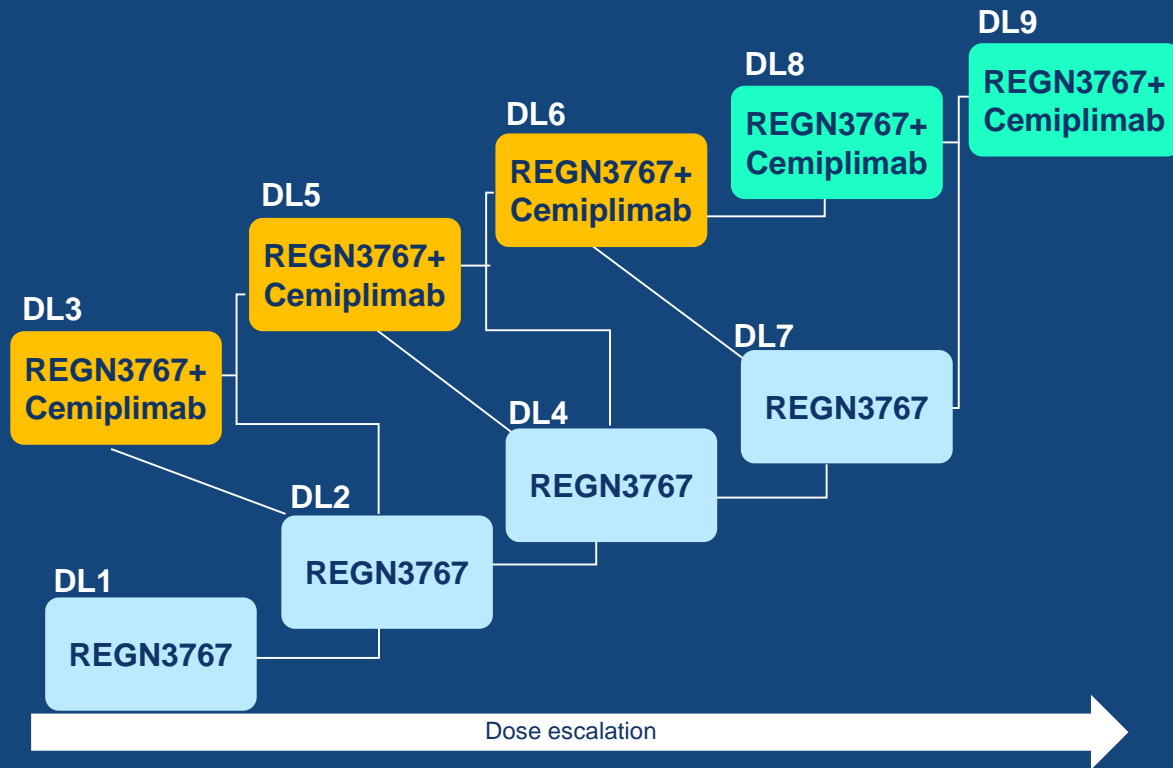 DL9
REGN3767+
Cemiplimab
DL8
REGN3767+
Cemiplimab
DL6
REGN3767+
Cemiplimab
DL5
REGN3767+
Cemiplimab
DL3
REGN3767+
Cemiplimab
DL7
REGN3767
DL4
REGN3767
DL2
REGN3767
DL1
REGN3767
Dose escalation